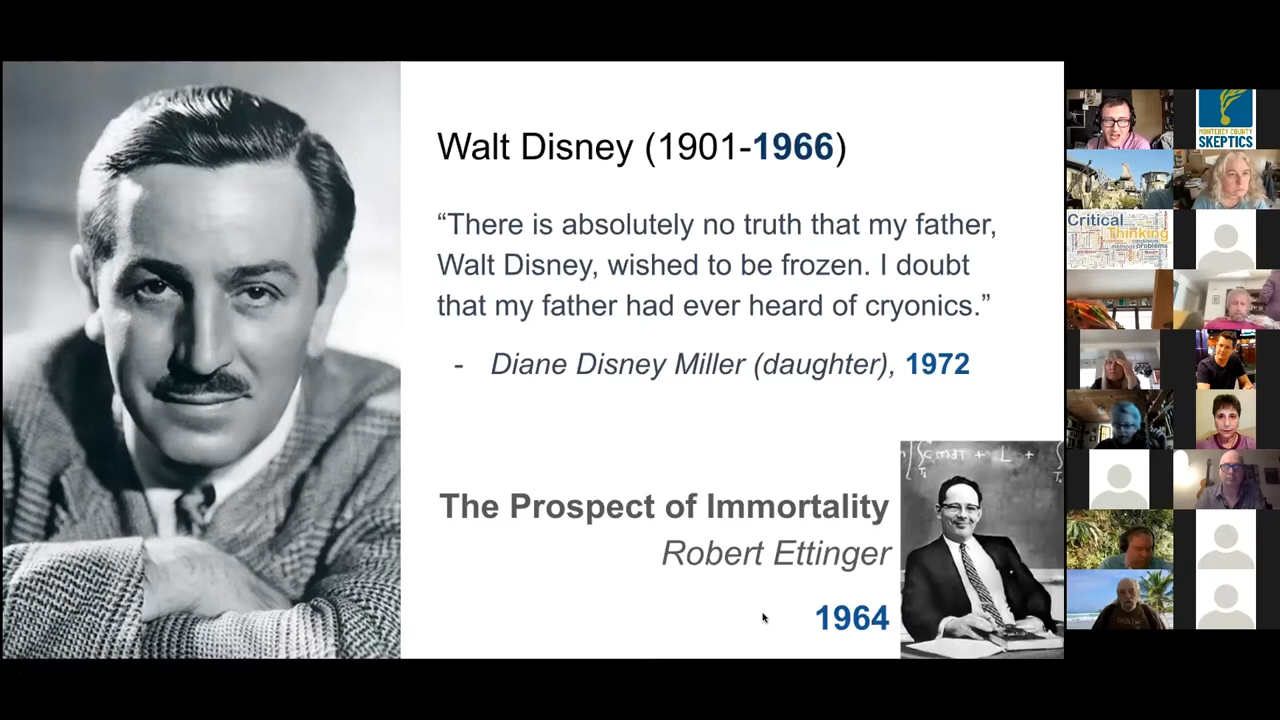 Walt Disney (1901-1966)
“There is absolutely no truth that my father,
Walt Disney, wished to be frozen. I doubt
that my father had ever heard of cryonics.”
- Diane Disney Miller (daughter), 1972
The Prospect of Immortality
Robert Ettinger
1964
MONTEREY COUNTY
SKEPTICS
Critical
Thinking
problems